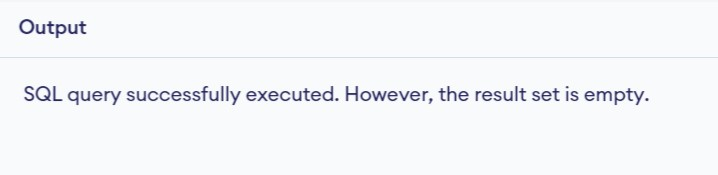 Output
SQL query successfully executed. However, the result set is empty.